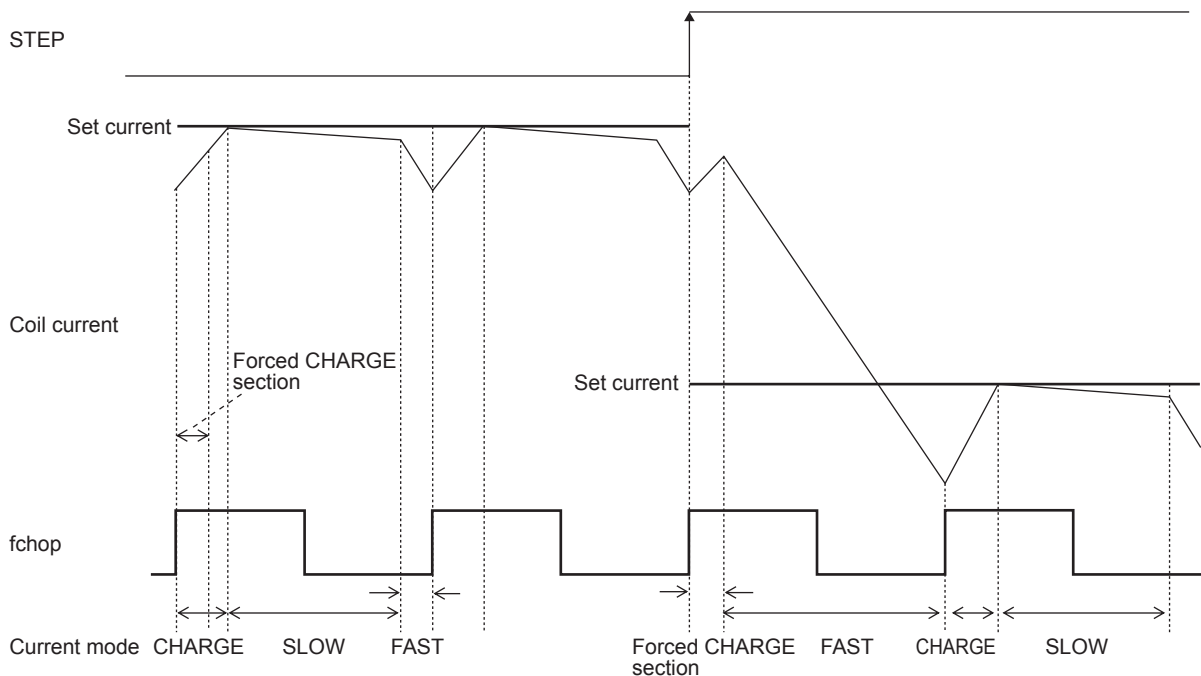 STEP
Set current
Coil current
Forced CHARGE
section
Set current
fchop
Current mode CHARGE SLOW FAST Forced CHARGE FAST CHARGE SLOW
section